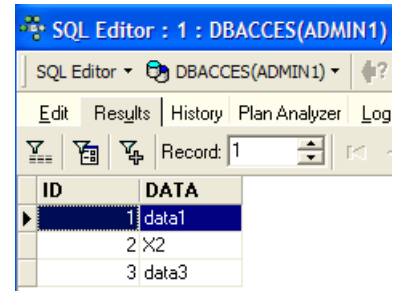 SQL Editor : 1 : DBACCES(ADMIN1)
SQL Editor DBACCES(ADMIN1) ?
Edit Results History Plan Analyzer Log
Record: 1
ID DATA
1 data1
2 X2
3 data3